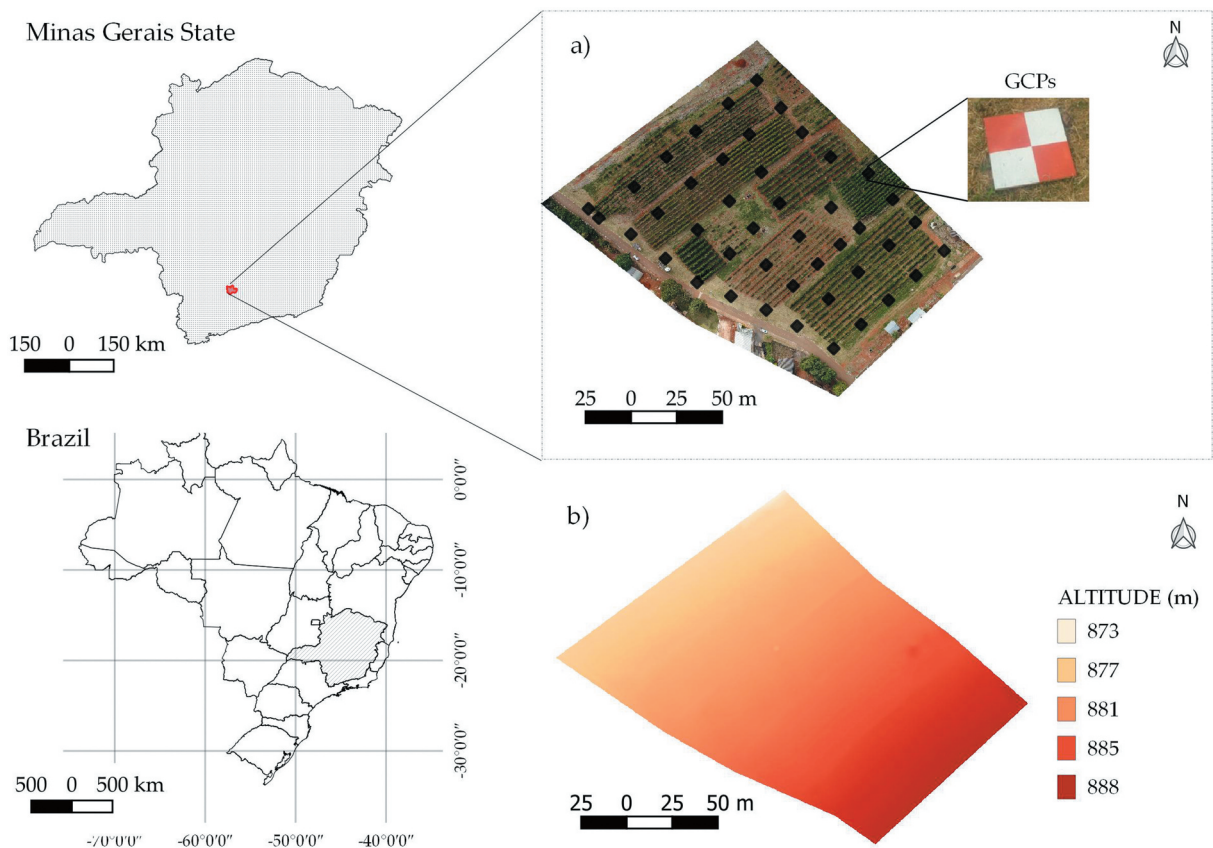 Minas Gerais State
150 0 150 km
Brazil
0°0'0"
-10°0'0"
-20°0'0"
-30°0'0"
500 0 500 km
-70°0'0"
-60°0'0"
-50°0'0"
-40°0'0"
a)
N
GCPs
25 0 25 50 m
b)
N
ALTITUDE (m)
873
877
881
885
888
25 0 25 50 m